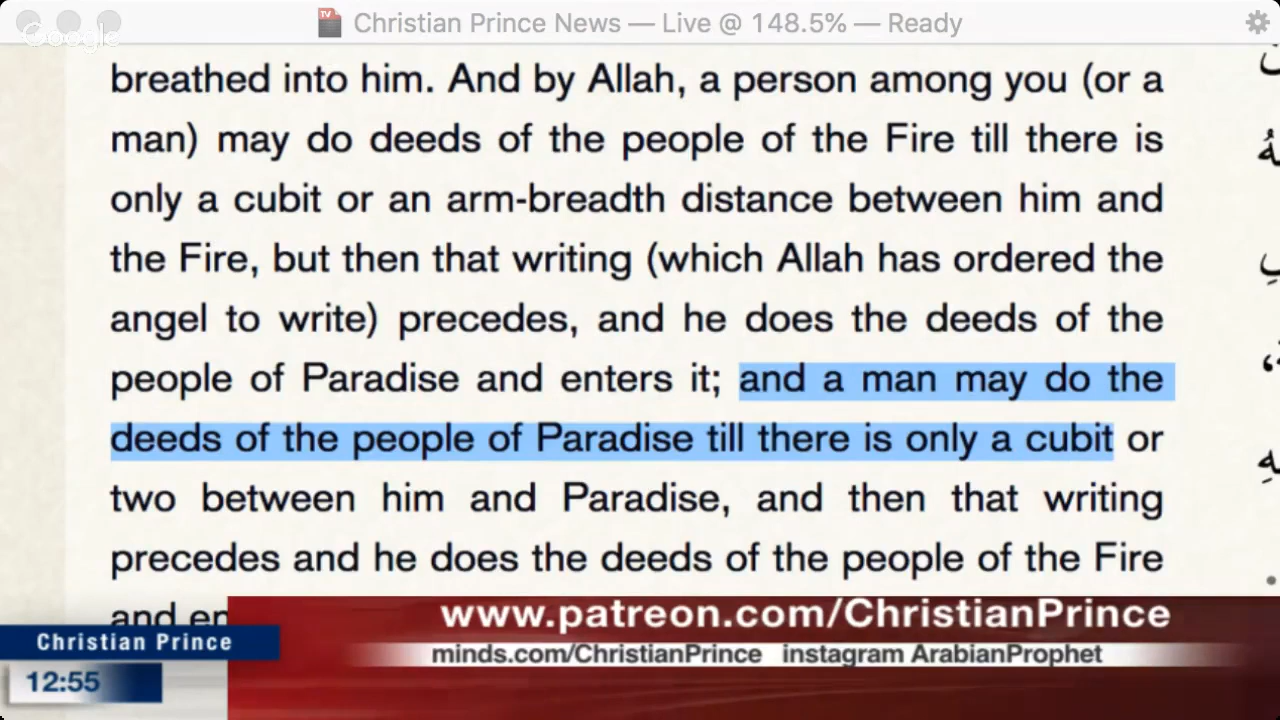 Christian Prince News — Live @ 148.5% — Ready
Google
breathed into him. And by Allah, a person among you (or a
man) may do deeds of the people of the Fire till there is
only a cubit or an arm-breadth distance between him and
the Fire, but then that writing (which Allah has ordered the
angel to write) precedes, and he does the deeds of the
people of Paradise and enters it; and a man may do the
deeds of the people of Paradise till there is only a cubit or
two between him and Paradise, and then that writing
precedes and he does the deeds of the people of the Fire
and en
www.patreon.com/ChristianPrince
Christian Prince
minds.com/ChristianPrince instagram ArabianProphet
12:55